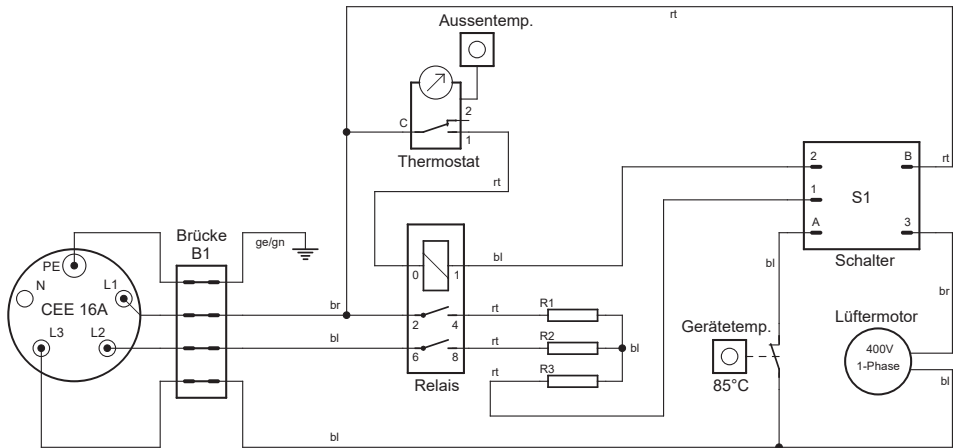 rt
Aussentemp.
C
2
1
Thermostat
rt
2
B
rt
1
S1
A
3
Schalter
Brücke
B1
ge/gn
PE
N
L1
CEE 16A
L3
L2
0
1
bl
br
2
4
rt
R1
bl
6
8
rt
R2
bl
Relais
rt
R3
bl
br
Gerätetemp.
85°C
Lüftermotor
400V
1-Phase
bl
bl